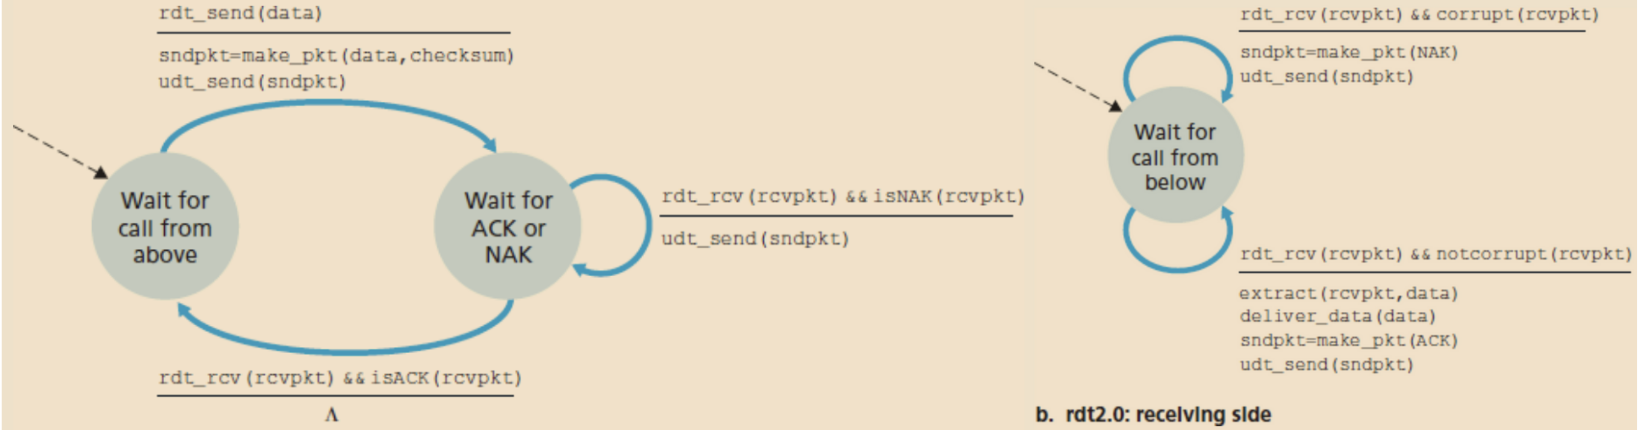 rdt_send(data)
sndpkt=make_pkt(data,checksum)
udt_send(sndpkt)
Wait for
call from
above
Wait for
ACK or
NAK
rdt_rcv(rcvpkt) && isNAK(rcvpkt)
udt_send(sndpkt)
rdt_rcv(rcvpkt) && isACK(rcvpkt)
Λ
rdt_rcv(rcvpkt) && corrupt(rcvpkt)
sndpkt=make_pkt(NAK)
udt_send(sndpkt)
Wait for
call from
below
rdt_rcv(rcvpkt) && notcorrupt(rcvpkt)
extract(rcvpkt,data)
deliver_data(data)
sndpkt=make_pkt(ACK)
udt_send(sndpkt)
b. rdt2.0: receiving side